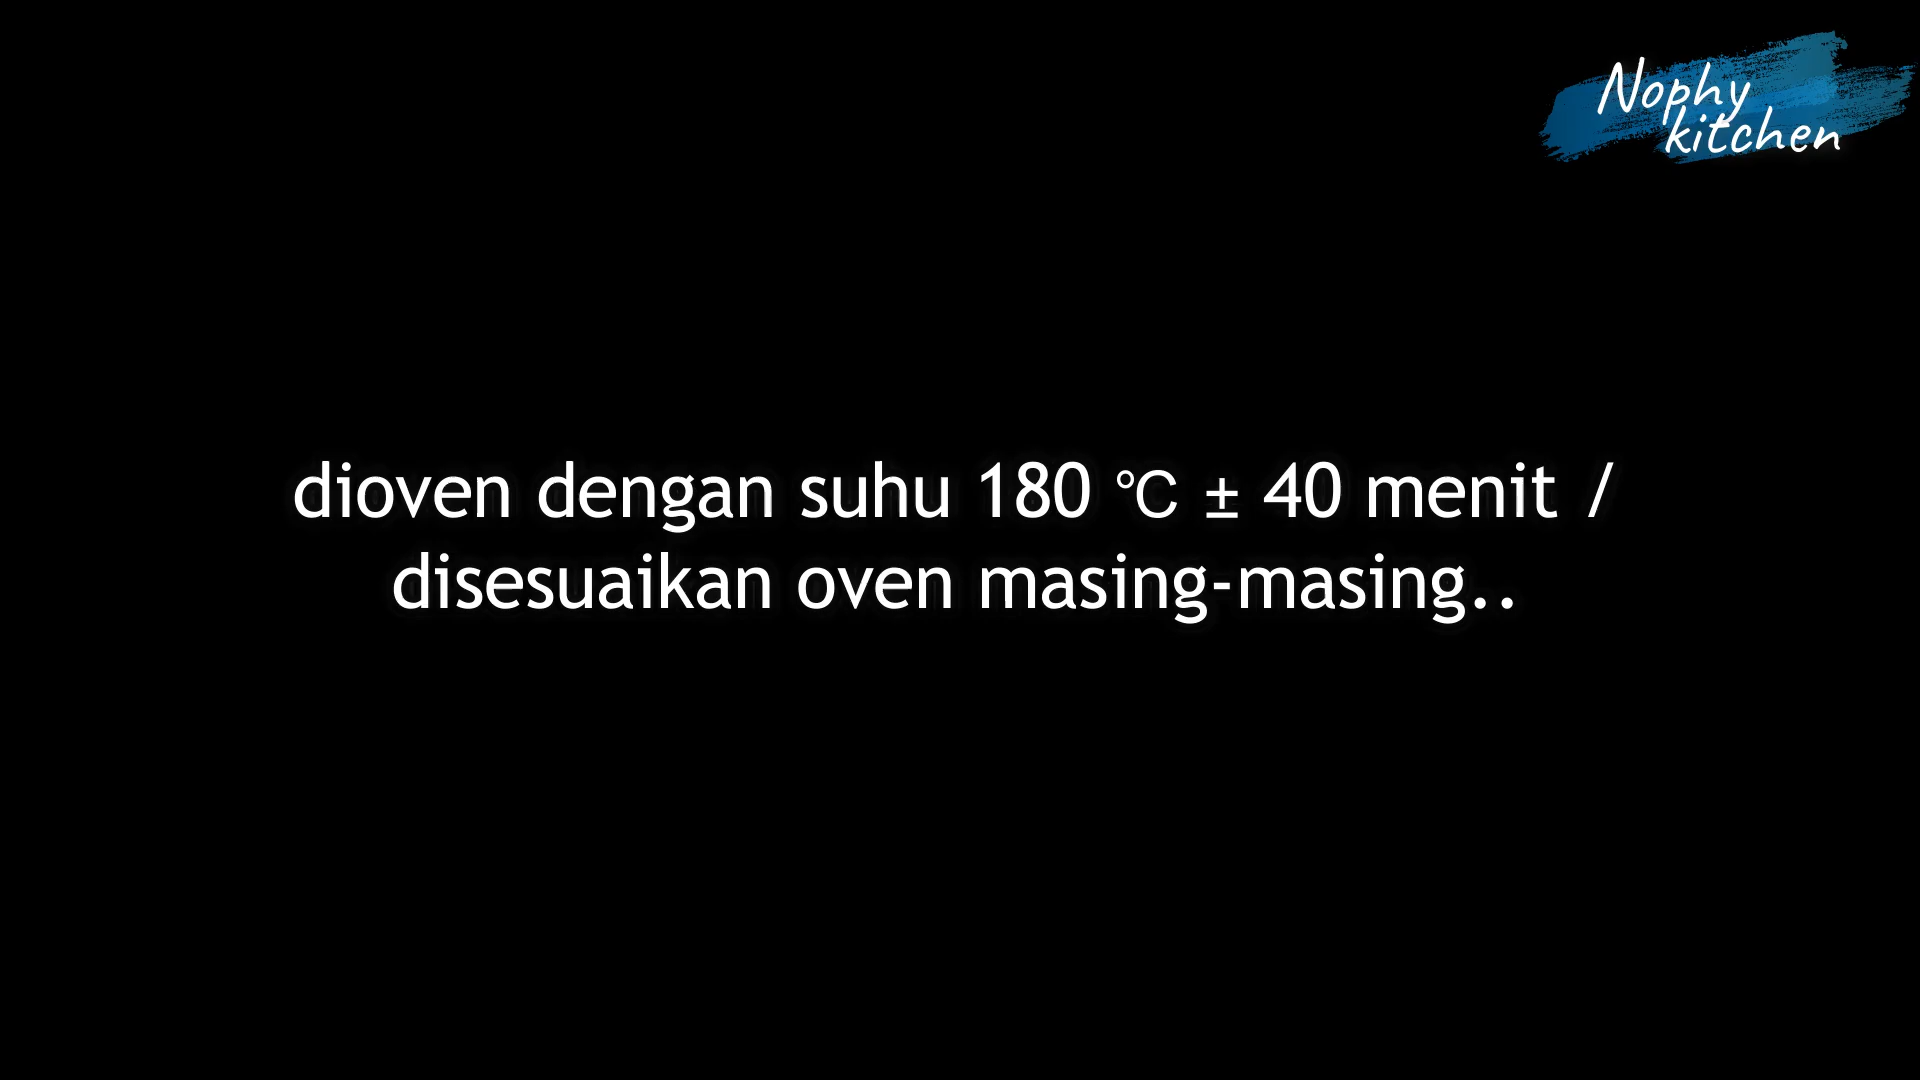 Nophy
kitchen
dioven dengan suhu 180 ℃ ± 40 menit /
disesuaikan oven masing-masing..